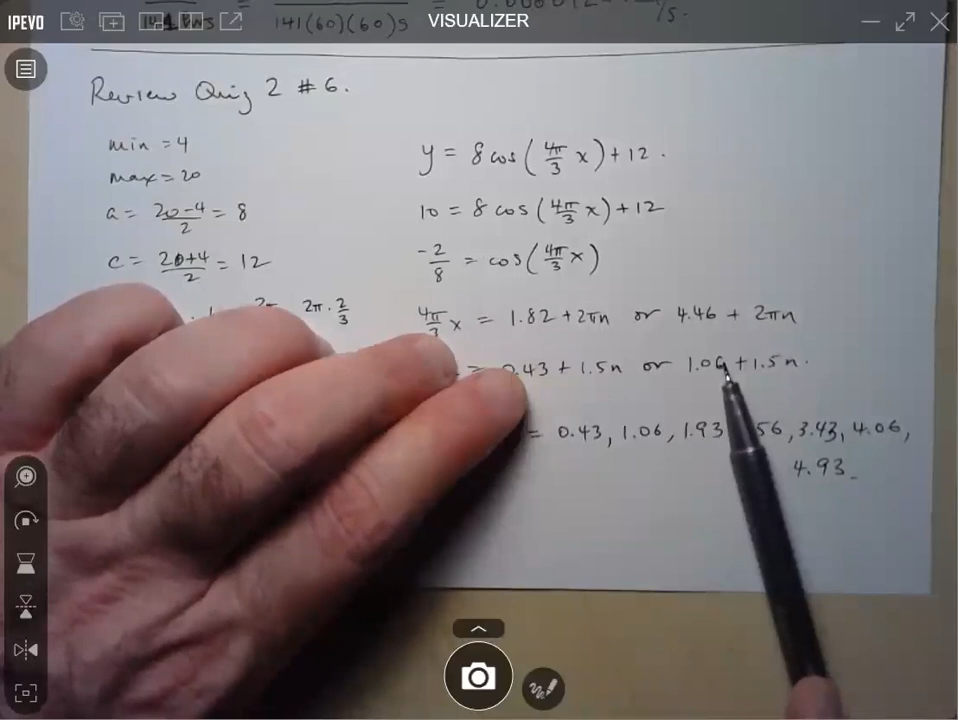 IPEVO VISUALIZER
141(60)(60)s
/s.
Review Quiz 2 #6.
min = 4
max = 20
a = 20-4/2 = 8
c = 20+4/2 = 12
2π · 2/3
y = 8 cos(4π/3 x) + 12.
10 = 8 cos(4π/3 x) + 12
-2/8 = cos(4π/3 x)
4π/3 x = 1.82 + 2πn or 4.46 + 2πn
= 0.43 + 1.5n or 1.06 + 1.5n.
= 0.43, 1.06, 1.93 56, 3.43, 4.06,
4.93